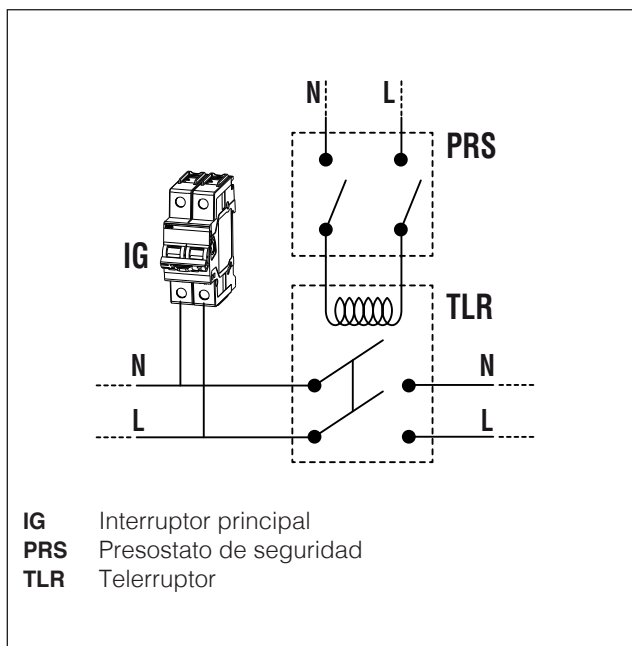 N L
PRS
IG
TLR
N N
L L
IG Interruptor principal
PRS Presostato de seguridad
TLR Telerruptor